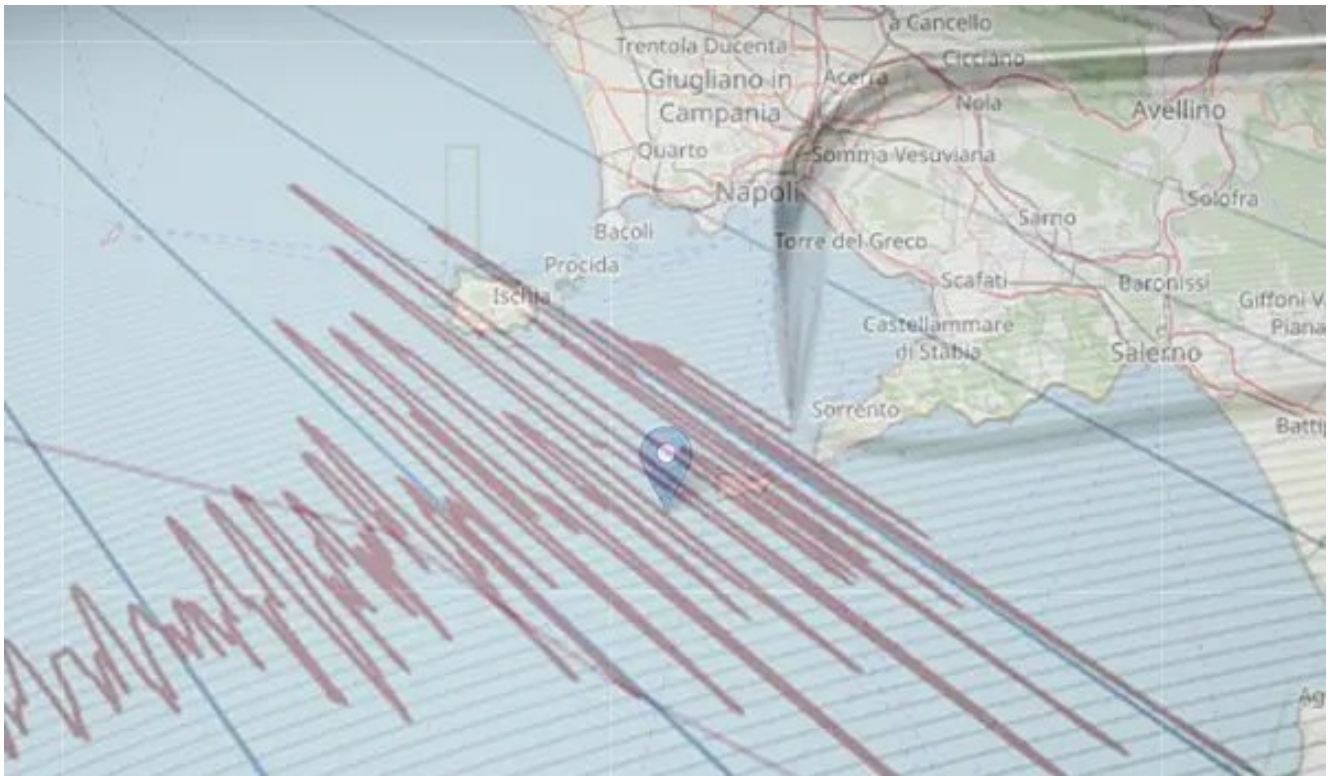 a Cancello
Trentola Ducenta
Cicciano
Giugliano in
Campania
Acerra
Nola
Avellino
Quarto
Somma Vesuviana
Napoli
Solofra
Sarno
Bacoli
Torre del Greco
Procida
Scafati
Baronissi
Ischia
Giffoni V
Piana
Castellammare
di Stabia
Salerno
Sorrento
Batti
Ag